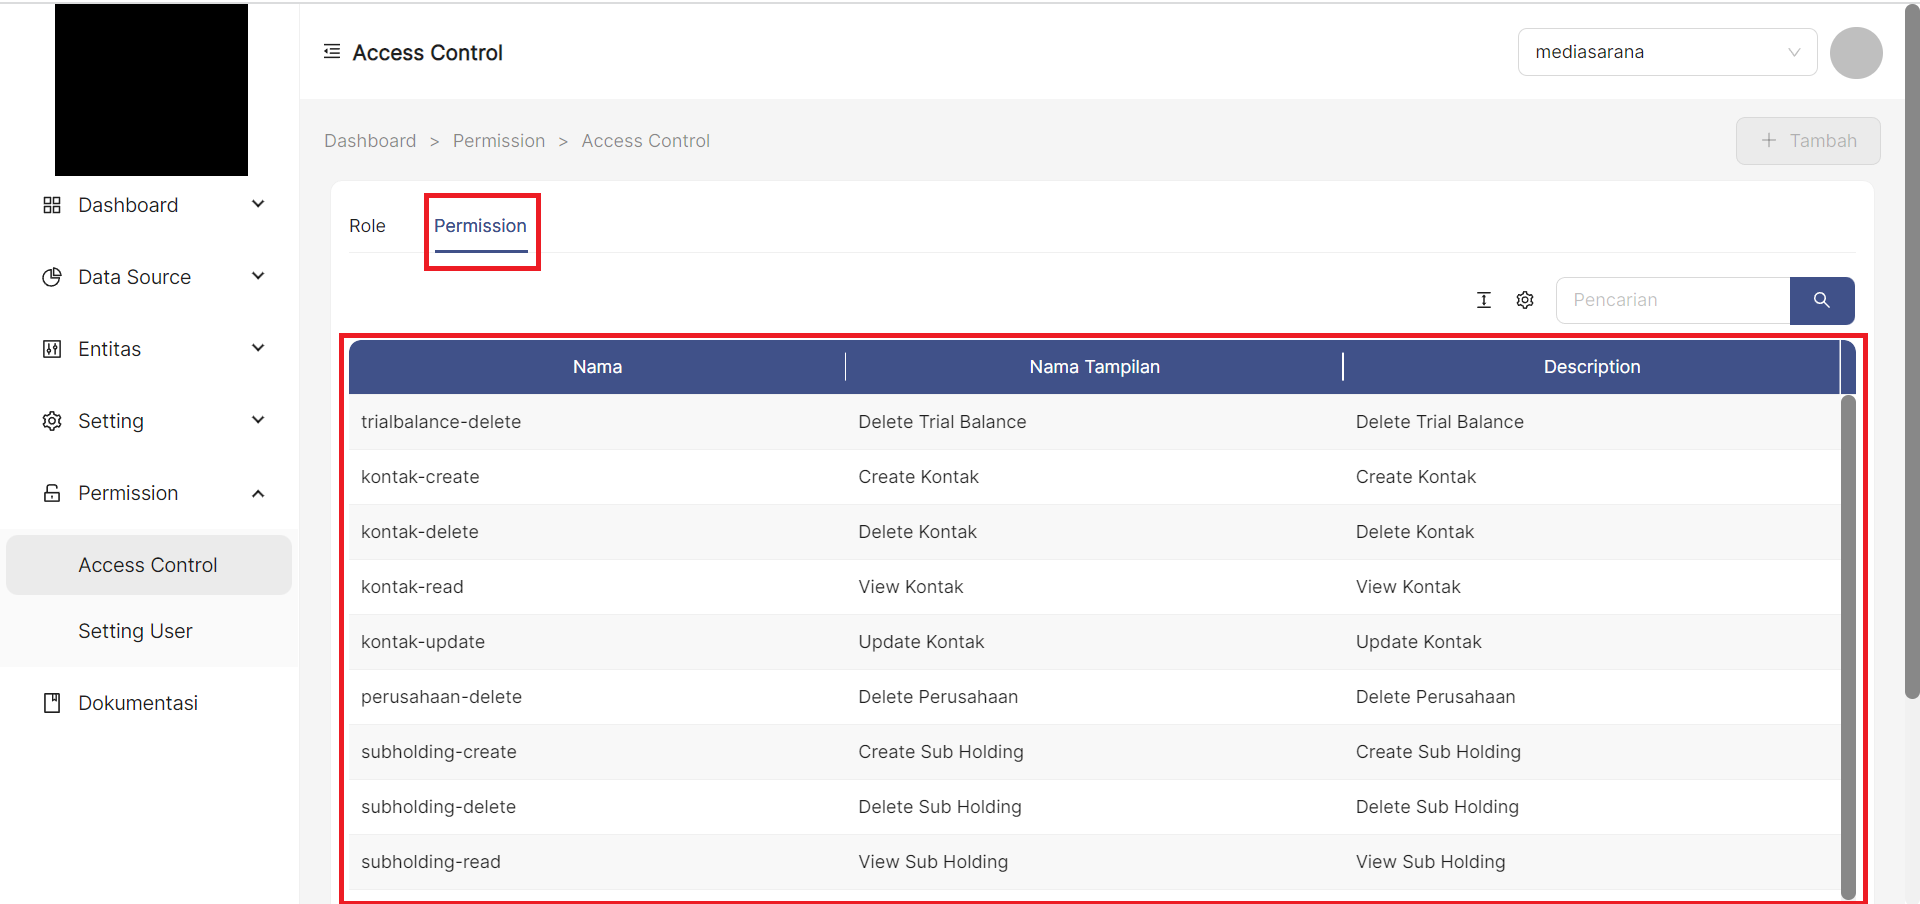 Access Control
mediasarana
Dashboard > Permission > Access Control
+ Tambah
Dashboard
Data Source
Entitas
Setting
Permission
Access Control
Setting User
Dokumentasi
Role Permission
Pencarian
Nama Nama Tampilan Description
trialbalance-delete Delete Trial Balance Delete Trial Balance
kontak-create Create Kontak Create Kontak
kontak-delete Delete Kontak Delete Kontak
kontak-read View Kontak View Kontak
kontak-update Update Kontak Update Kontak
perusahaan-delete Delete Perusahaan Delete Perusahaan
subholding-create Create Sub Holding Create Sub Holding
subholding-delete Delete Sub Holding Delete Sub Holding
subholding-read View Sub Holding View Sub Holding